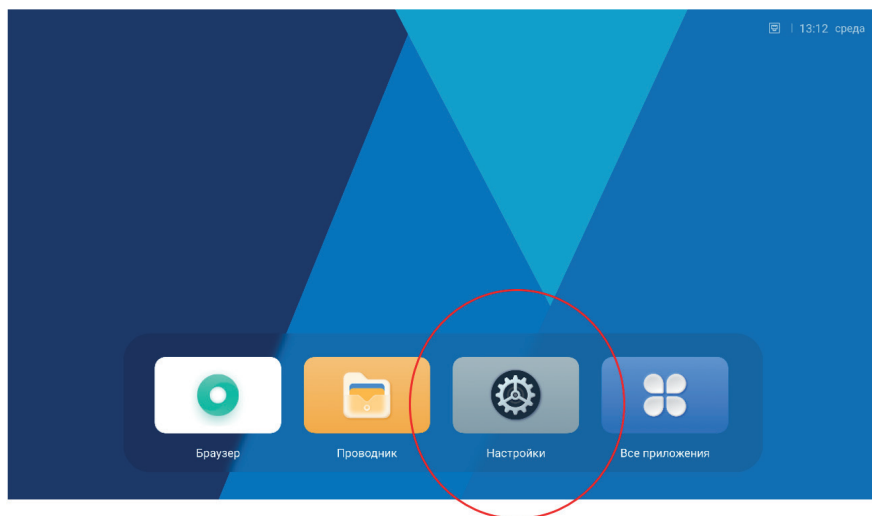 13:12 среда
Браузер
Проводник
Настройки
Все приложения